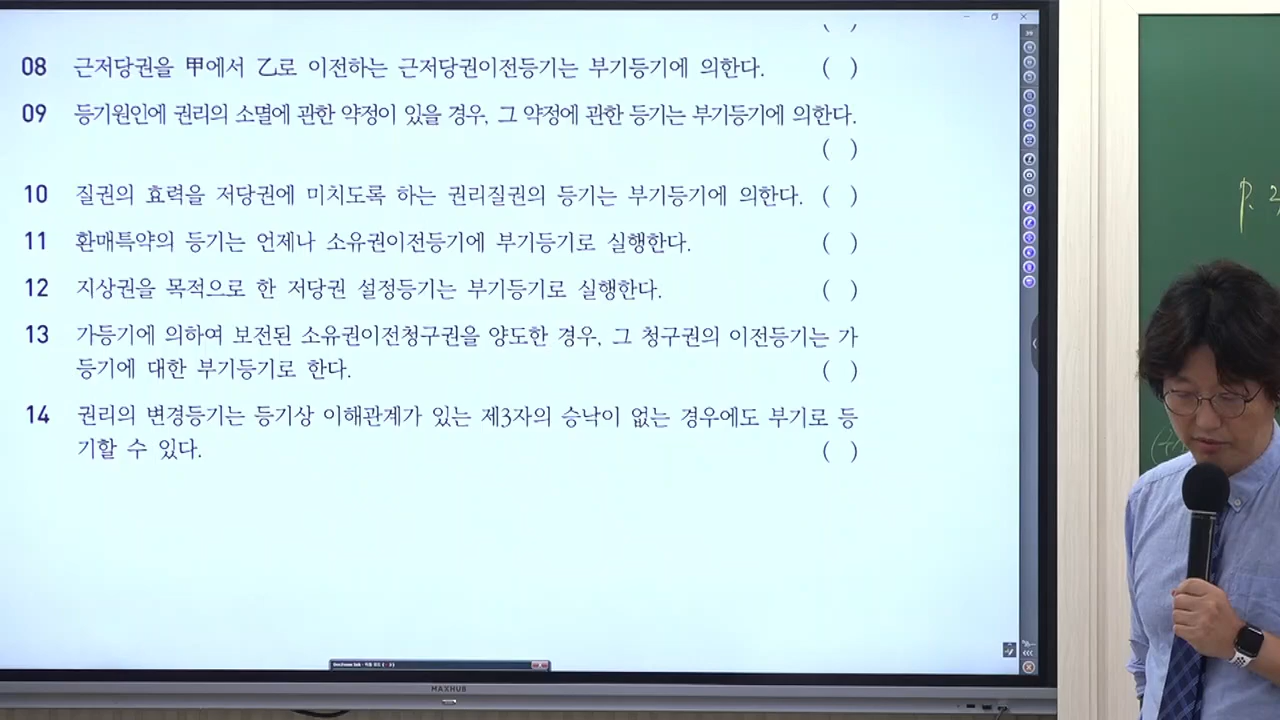 ( )
08 근저당권을 甲에서 乙로 이전하는 근저당권이전등기는 부기등기에 의한다. ( )
09 등기원인에 권리의 소멸에 관한 약정이 있을 경우, 그 약정에 관한 등기는 부기등기에 의한다.
( )
10 질권의 효력을 저당권에 미치도록 하는 권리질권의 등기는 부기등기에 의한다. ( )
11 환매특약의 등기는 언제나 소유권이전등기에 부기등기로 실행한다. ( )
12 지상권을 목적으로 한 저당권 설정등기는 부기등기로 실행한다. ( )
13 가등기에 의하여 보전된 소유권이전청구권을 양도한 경우, 그 청구권의 이전등기는 가
등기에 대한 부기등기로 한다. ( )
14 권리의 변경등기는 등기상 이해관계가 있는 제3자의 승낙이 없는 경우에도 부기로 등
기할 수 있다. ( )
MAXHUB
P. 2